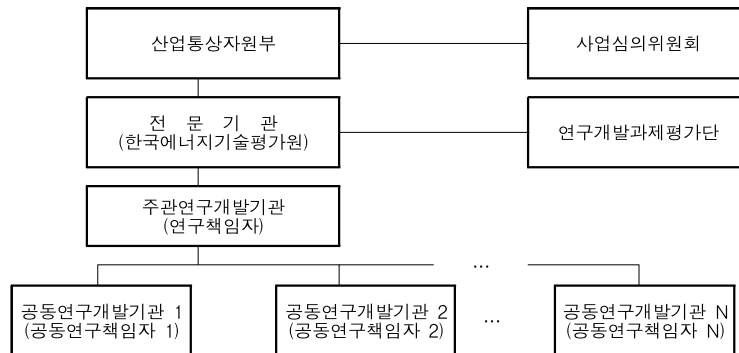 산업통상자원부
사업심의위원회
전 문 기 관
(한국에너지기술평가원)
연구개발과제평가단
주관연구개발기관
(연구책임자)
...
공동연구개발기관 1
(공동연구책임자 1)
공동연구개발기관 2
(공동연구책임자 2)
...
공동연구개발기관 N
(공동연구책임자 N)